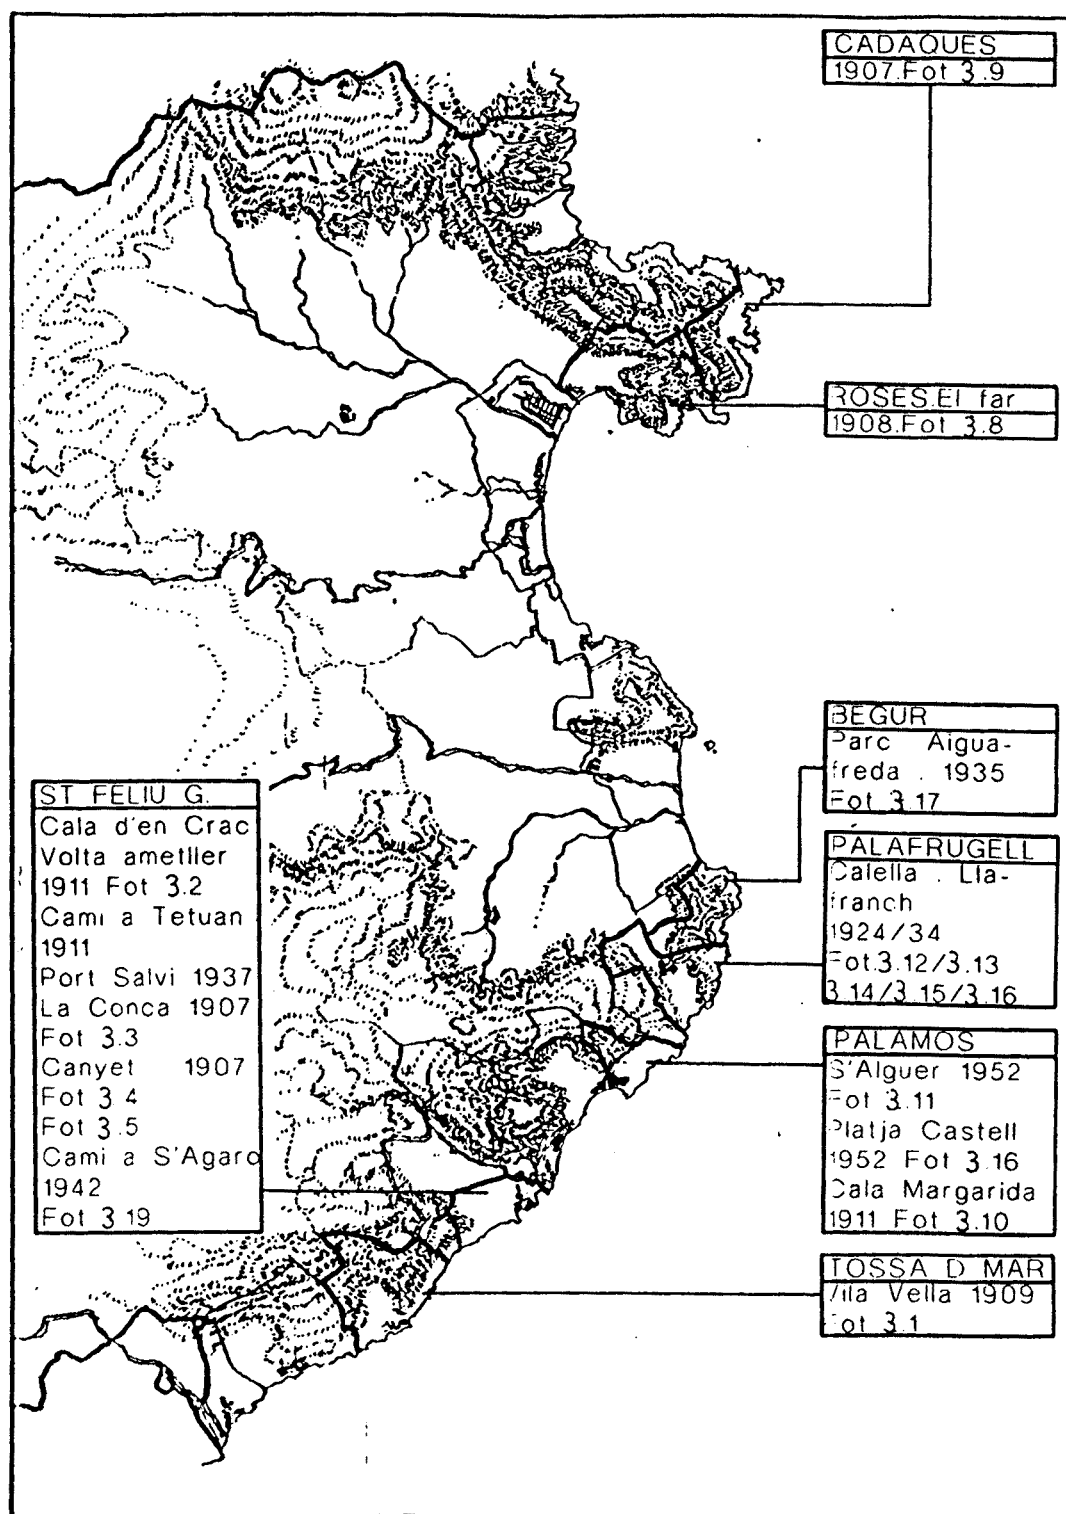 CADAQUES
1907.Fot 3.9
ROSES.El far
1908.Fot 3.8
BEGUR
Parc Aigua-
freda . 1935
Fot 3.17
PALAFRUGELL
Calella . Lla-
franch
1924/34
Fot.3.12/3.13
3.14/3.15/3.16
PALAMOS
S'Alguer 1952
Fot 3.11
Platja Castell
1952 Fot 3.16
Cala Margarida
1911 Fot 3.10
TOSSA D MAR
Vila Vella 1909
Fot 3.1
ST FELIU G.
Cala d'en Crac
Volta ametller
1911 Fot 3.2
Cami a Tetuan
1911
Port Salvi 1937
La Conca 1907
Fot 3.3
Canyet 1907
Fot 3.4
Fot 3.5
Cami a S'Agaro
1942
Fot 3.19